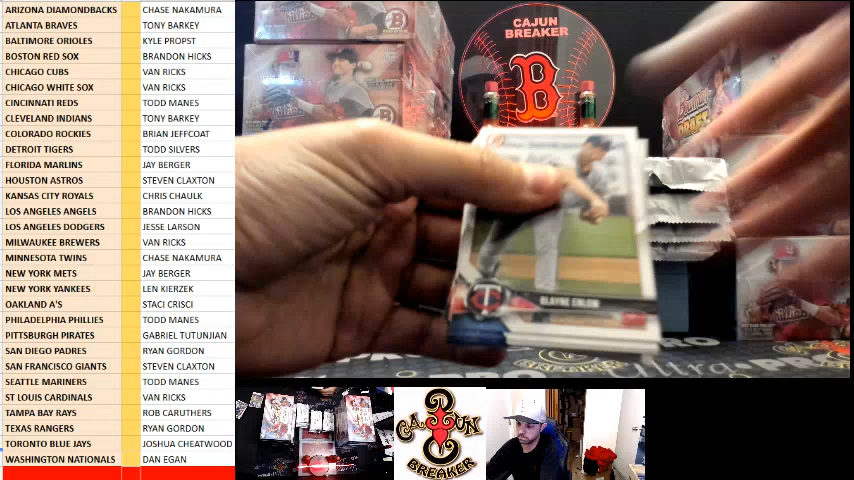 ARIZONA DIAMONDBACKS CHASE NAKAMURA
ATLANTA BRAVES TONY BARKEY
BALTIMORE ORIOLES KYLE PROPST
BOSTON RED SOX BRANDON HICKS
CHICAGO CUBS VAN RICKS
CHICAGO WHITE SOX VAN RICKS
CINCINNATI REDS TODD MANES
CLEVELAND INDIANS TONY BARKEY
COLORADO ROCKIES BRIAN JEFFCOAT
DETROIT TIGERS TODD SILVERS
FLORIDA MARLINS JAY BERGER
HOUSTON ASTROS STEVEN CLAXTON
KANSAS CITY ROYALS CHRIS CHAULK
LOS ANGELES ANGELS BRANDON HICKS
LOS ANGELES DODGERS JESSE LARSON
MILWAUKEE BREWERS VAN RICKS
MINNESOTA TWINS CHASE NAKAMURA
NEW YORK METS JAY BERGER
NEW YORK YANKEES LEN KIERZEK
OAKLAND A'S STACI CRISCI
PHILADELPHIA PHILLIES TODD MANES
PITTSBURGH PIRATES GABRIEL TUTUNJIAN
SAN DIEGO PADRES RYAN GORDON
SAN FRANCISCO GIANTS STEVEN CLAXTON
SEATTLE MARINERS TODD MANES
ST LOUIS CARDINALS VAN RICKS
TAMPA BAY RAYS ROB CARUTHERS
TEXAS RANGERS RYAN GORDON
TORONTO BLUE JAYS JOSHUA CHEATWOOD
WASHINGTON NATIONALS DAN EGAN
CAJUN
BREAKER
B
DRAFT
BLAYNE ENLOW
Ultra PRO
CAJUN
BREAKER